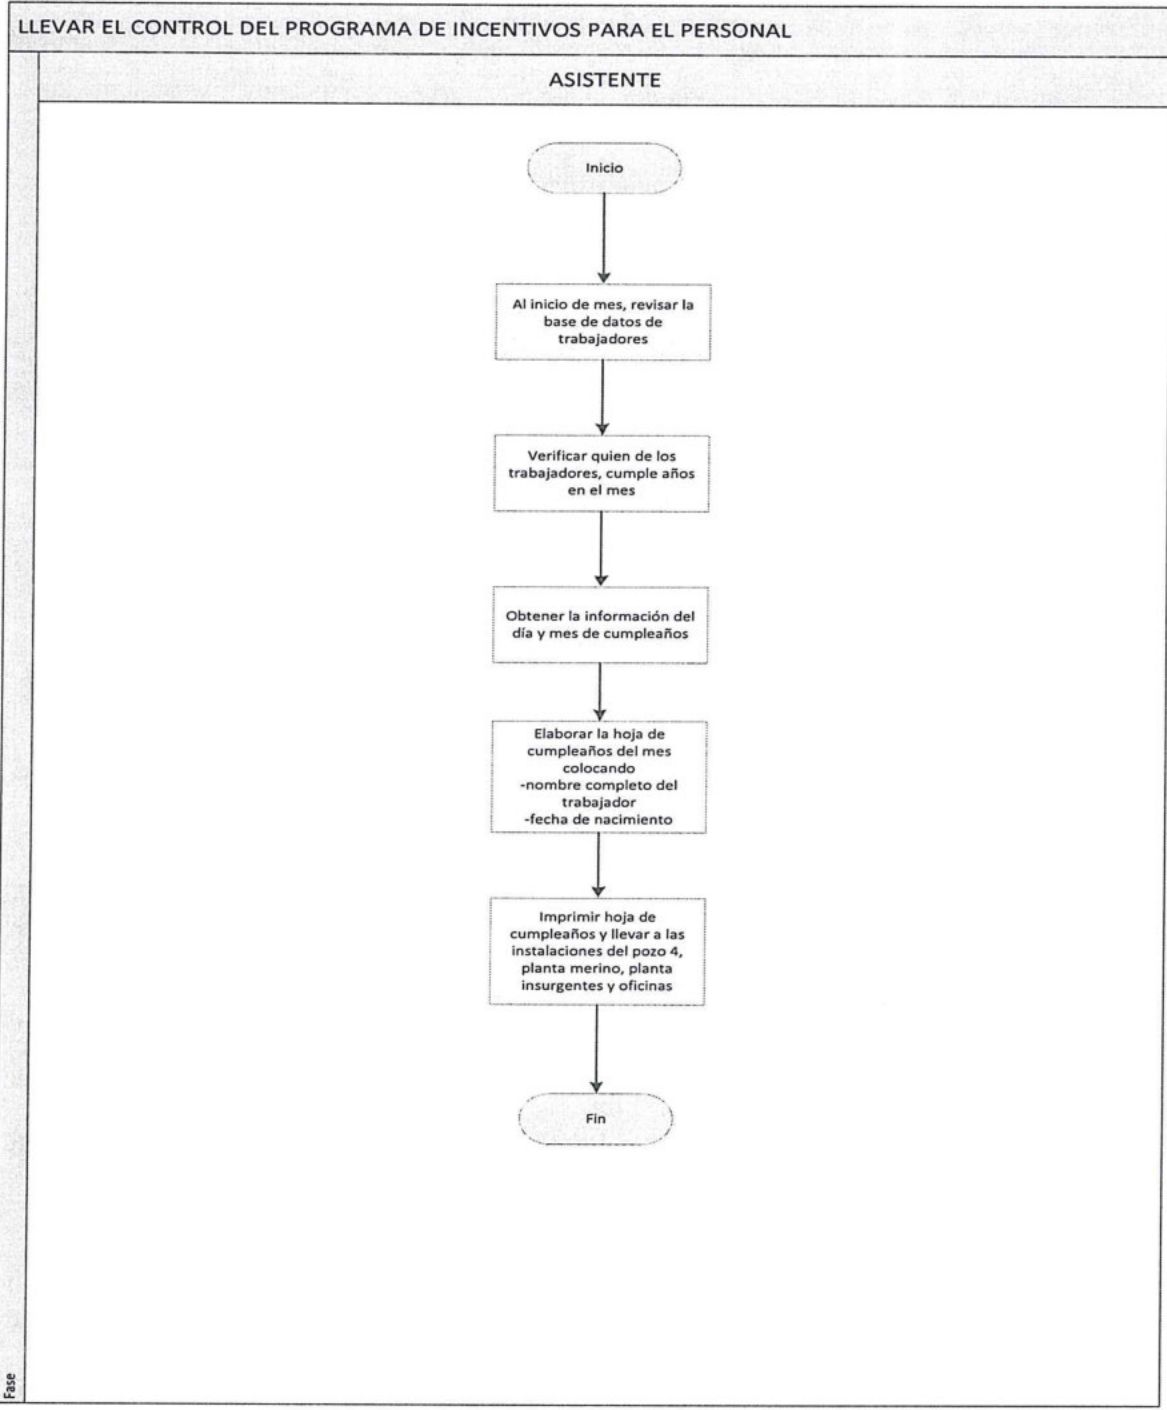 LLEVAR EL CONTROL DEL PROGRAMA DE INCENTIVOS PARA EL PERSONAL
ASISTENTE
Inicio
Al inicio de mes, revisar la
base de datos de
trabajadores
Verificar quien de los
trabajadores, cumple años
en el mes
Obtener la información del
día y mes de cumpleaños
Elaborar la hoja de
cumpleaños del mes
colocando
-nombre completo del
trabajador
-fecha de nacimiento
Imprimir hoja de
cumpleaños y llevar a las
instalaciones del pozo 4,
planta merino, planta
insurgentes y oficinas
Fin
Fase